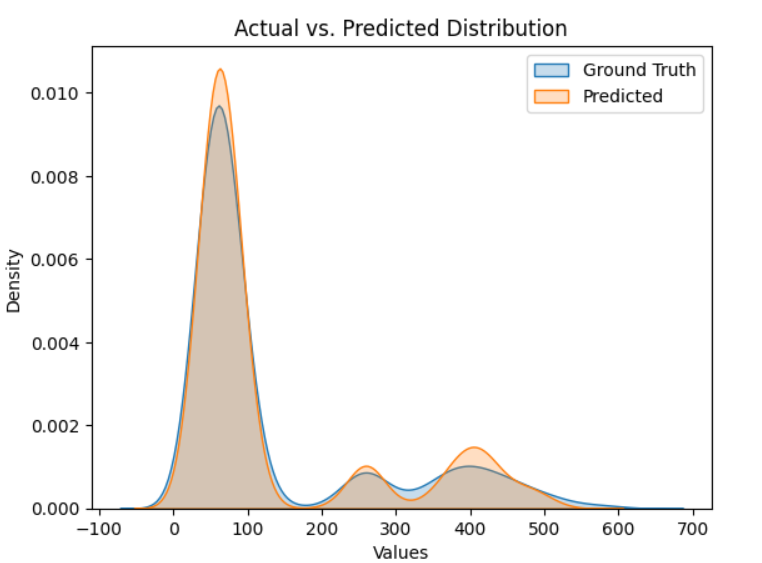 Actual vs. Predicted Distribution
Ground Truth
Predicted
0.010
0.008
0.006
0.004
0.002
0.000
Density
−100 0 100 200 300 400 500 600 700
Values